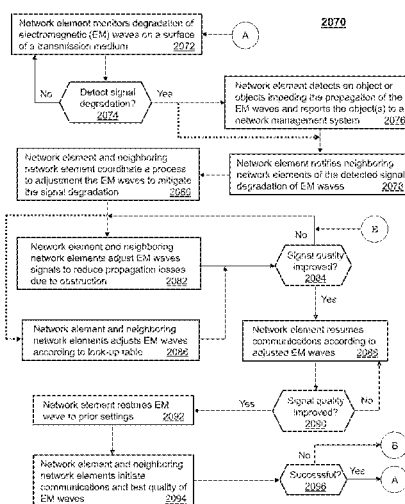 2070
Network element monitors degradation of
electromagnetic (EM) waves on a surface
of a transmission medium 2072
A
No
Detect signal
degradation?
2074
Yes
Network element detects an object or
objects impeding the propagation of the
EM waves and reports the object(s) to a
network management system 2076
Network element notifies neighboring
network elements of the detected signal
degradation of EM waves 2078
Network element and neighboring
network element coordinate a process
to adjustment the EM waves to mitigate
the signal degradation 2080
No
B
Network element and neighboring
network elements adjust EM waves
signals to reduce propagation losses
due to obstruction 2082
Signal quality
improved?
2084
Yes
Network element and neighboring
network elements adjusts EM waves
according to look-up table 2086
Network element resumes
communications according to
adjusted EM waves 2088
Signal quality
improved?
2090
Yes
No
Network element restores EM
wave to prior settings 2092
Network element and neighboring
network elements initiate
communications and test quality of
EM waves 2094
Successful?
2096
No
B
Yes
A